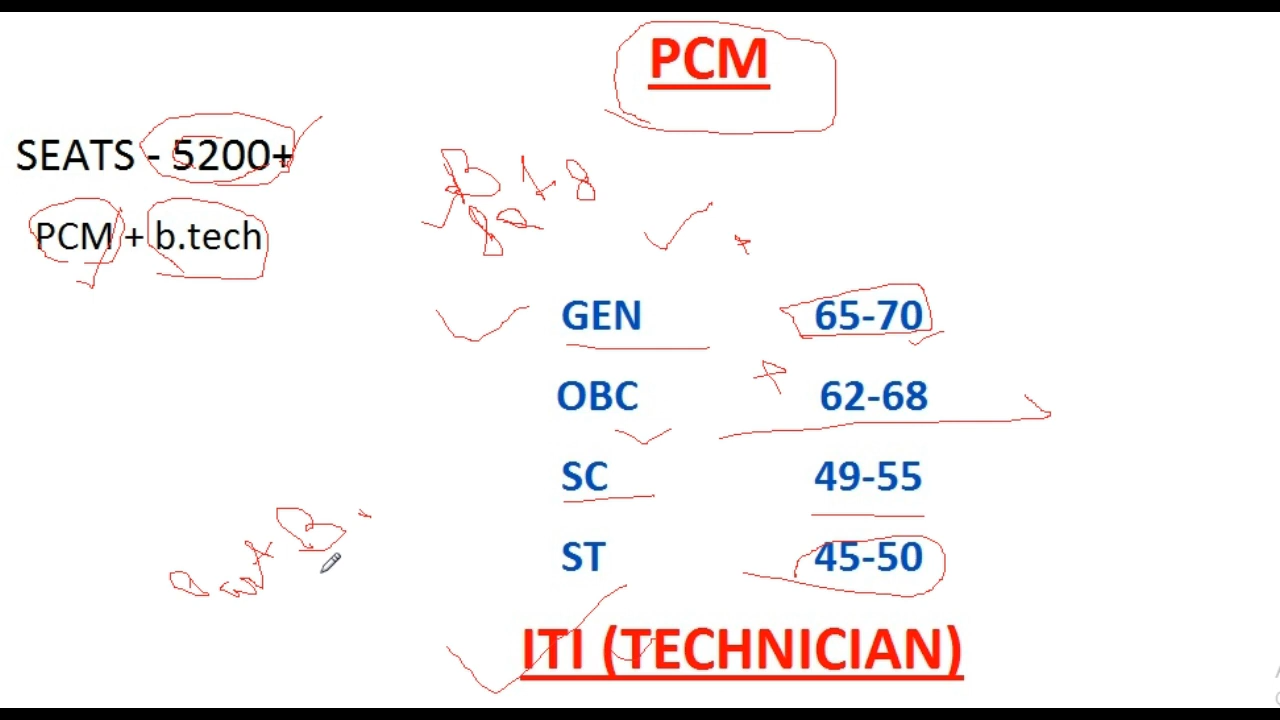 PCM
SEATS - 5200+
PCM + b.tech
GEN 65-70
OBC 62-68
SC 49-55
ST 45-50
ITI (TECHNICIAN)